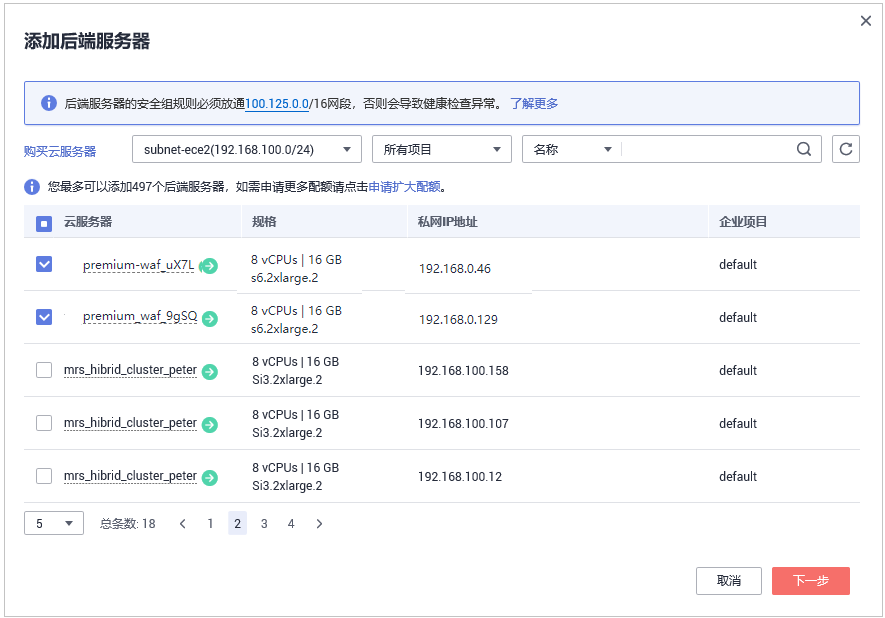 添加后端服务器
后端服务器的安全组规则必须放通100.125.0.0/16网段，否则会导致健康检查异常。 了解更多
购买云服务器 subnet-ece2(192.168.100.0/24) 所有项目 名称
您最多可以添加497个后端服务器，如需申请更多配额请点击申请扩大配额。
云服务器 规格 私网IP地址 企业项目
premium-waf_uX7L 8 vCPUs | 16 GB 192.168.0.46 default
s6.2xlarge.2
premium_waf_9gSQ 8 vCPUs | 16 GB 192.168.0.129 default
s6.2xlarge.2
mrs_hibrid_cluster_peter 8 vCPUs | 16 GB 192.168.100.158 default
Si3.2xlarge.2
mrs_hibrid_cluster_peter 8 vCPUs | 16 GB 192.168.100.107 default
Si3.2xlarge.2
mrs_hibrid_cluster_peter 8 vCPUs | 16 GB 192.168.100.12 default
Si3.2xlarge.2
5 总条数: 18 < 1 2 3 4 >
取消 下一步